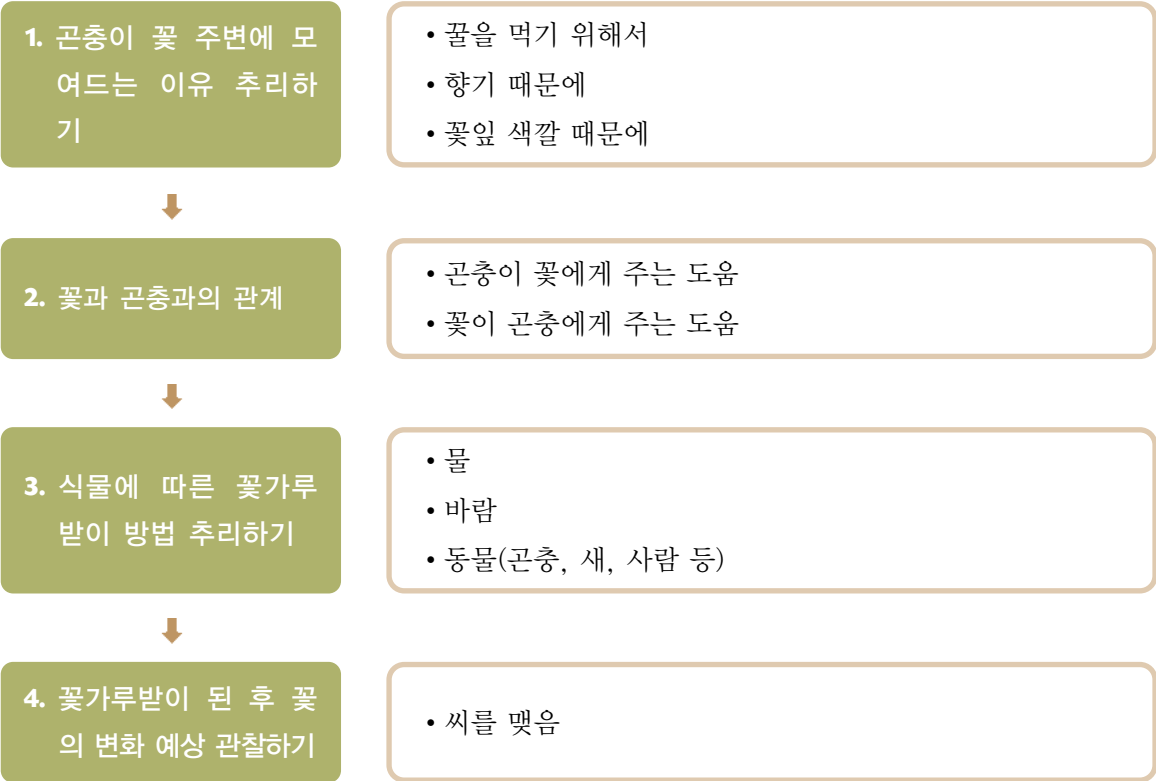 1. 곤충이 꽃 주변에 모
여드는 이유 추리하
기
• 꿀을 먹기 위해서
• 향기 때문에
• 꽃잎 색깔 때문에
2. 꽃과 곤충과의 관계
• 곤충이 꽃에게 주는 도움
• 꽃이 곤충에게 주는 도움
3. 식물에 따른 꽃가루
받이 방법 추리하기
• 물
• 바람
• 동물(곤충, 새, 사람 등)
4. 꽃가루받이 된 후 꽃
의 변화 예상 관찰하기
• 씨를 맺음